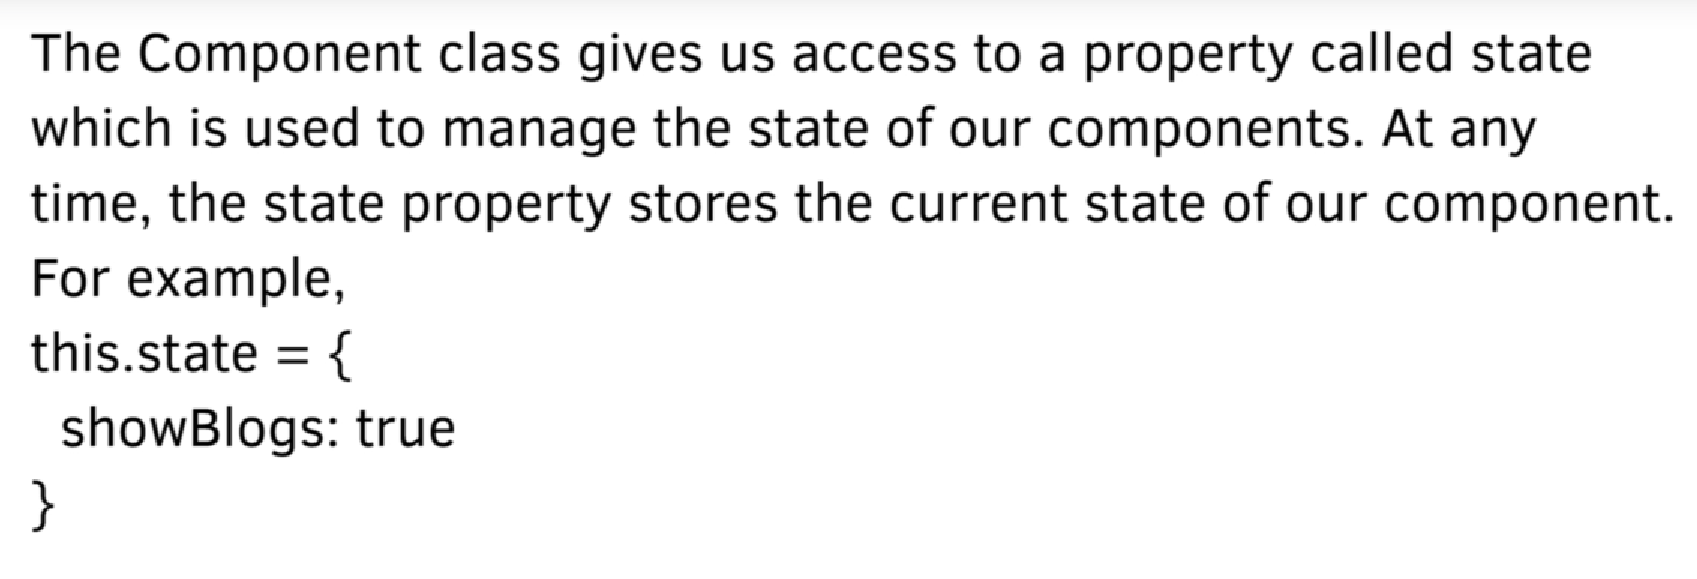 The Component class gives us access to a property called state
which is used to manage the state of our components. At any
time, the state property stores the current state of our component.
For example,
this.state = {
  showBlogs: true
}